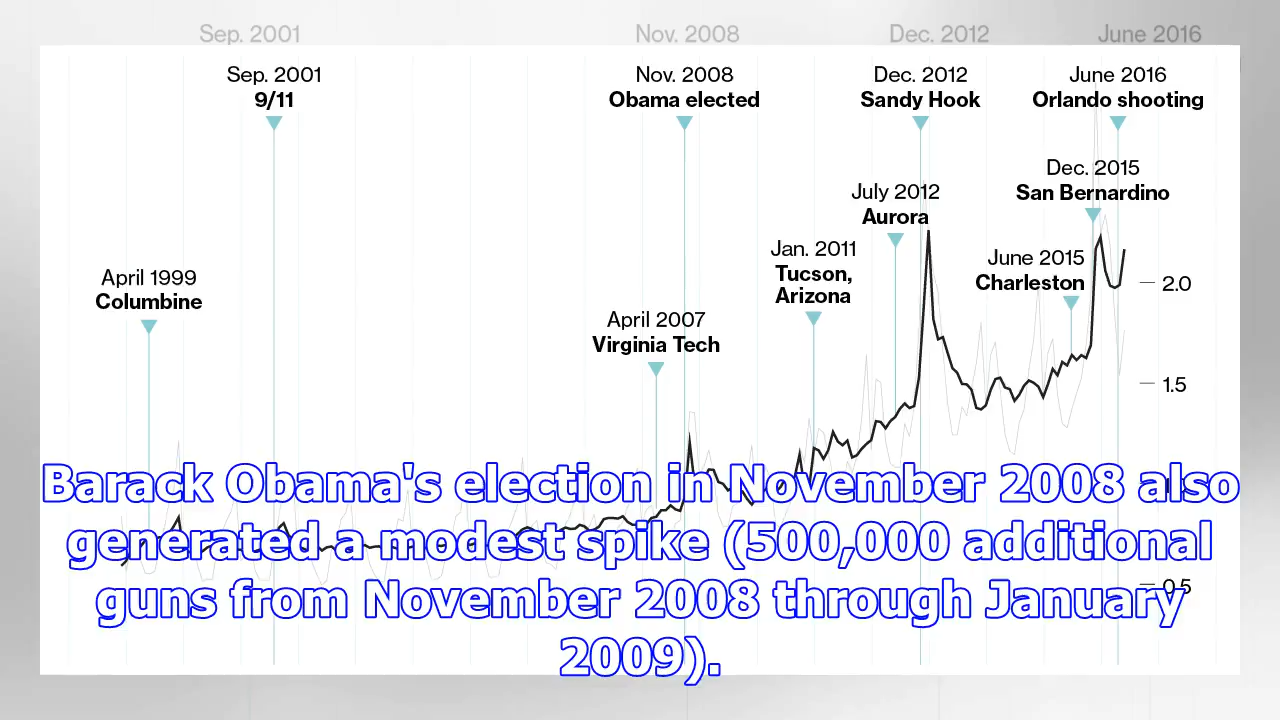 Sep. 2001 Nov. 2008 Dec. 2012 June 2016
Sep. 2001
9/11
Nov. 2008
Obama elected
Dec. 2012
Sandy Hook
June 2016
Orlando shooting
Dec. 2015
San Bernardino
July 2012
Aurora
Jan. 2011
Tucson,
Arizona
June 2015
Charleston
April 1999
Columbine
April 2007
Virginia Tech
2.0
1.5
0.5
Barack Obama's election in November 2008 also
generated a modest spike (500,000 additional
guns from November 2008 through January
2009).